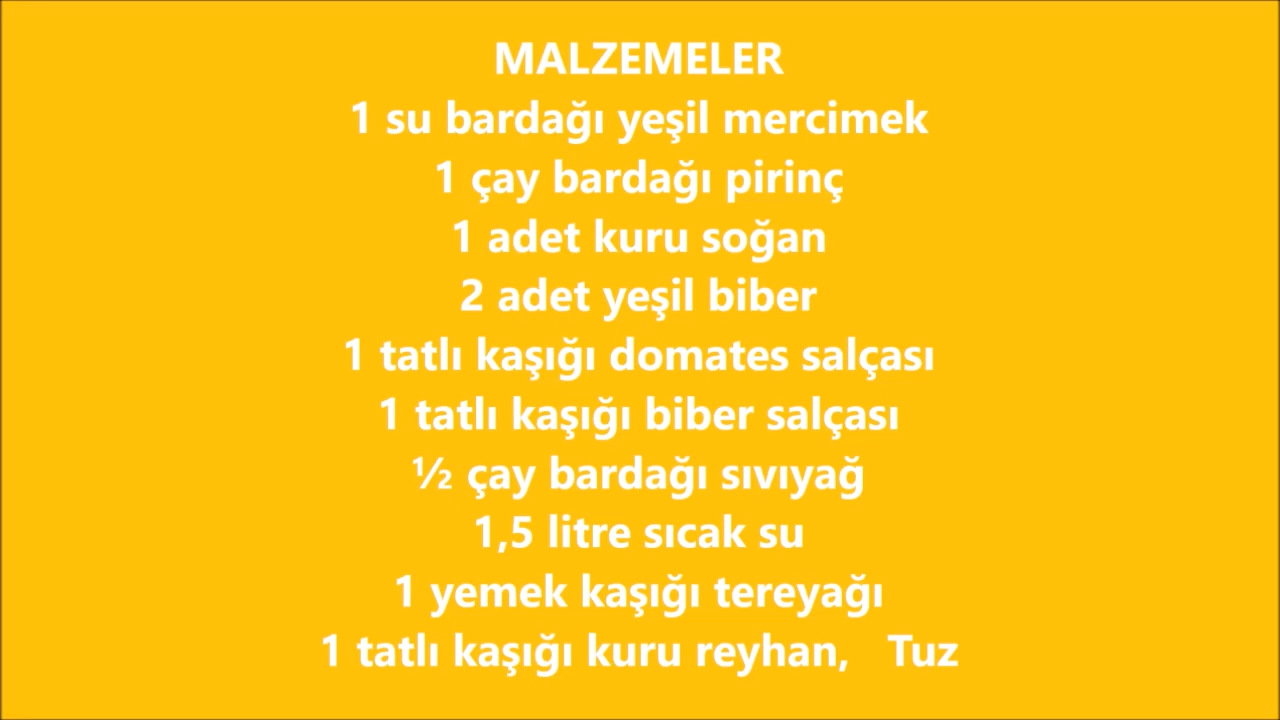 MALZEMELER
1 su bardağı yeşil mercimek
1 çay bardağı pirinç
1 adet kuru soğan
2 adet yeşil biber
1 tatlı kaşığı domates salçası
1 tatlı kaşığı biber salçası
½ çay bardağı sıvıyağ
1,5 litre sıcak su
1 yemek kaşığı tereyağı
1 tatlı kaşığı kuru reyhan,   Tuz